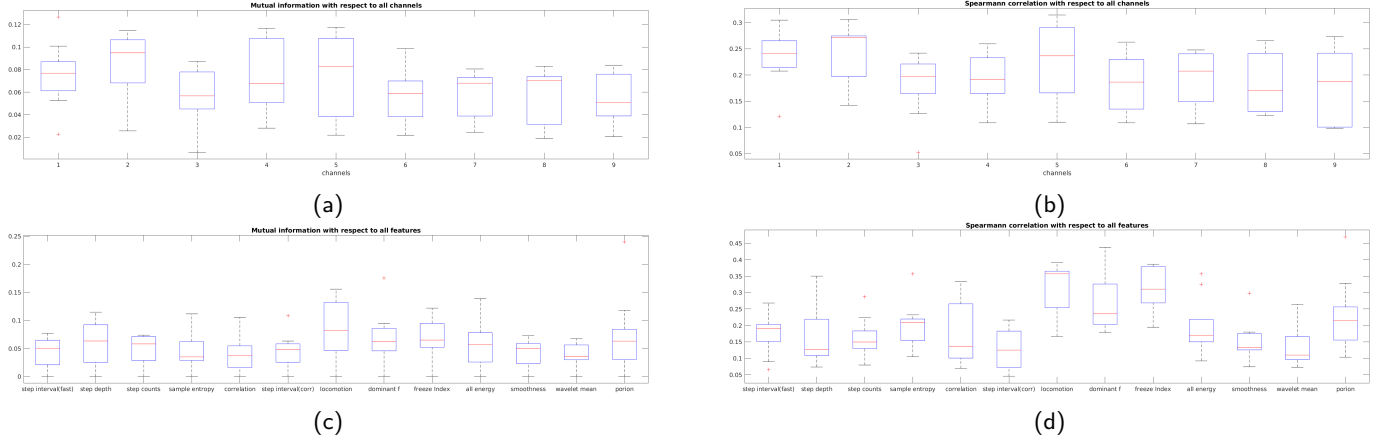 Mutual information with respect to all channels
0.12
0.1
0.08
0.06
0.04
0.02
1 2 3 4 5 6 7 8 9
channels
(a)
Spearmann correlation with respect to all channels
0.3
0.25
0.2
0.15
0.1
0.05
1 2 3 4 5 6 7 8 9
channels
(b)
Mutual information with respect to all features
0.25
0.2
0.15
0.1
0.05
0
step interval(fast) step depth step counts sample entropy correlation step interval(corr) locomotion dominant f freeze Index all energy smoothness wavelet mean porion
(c)
Spearmann correlation with respect to all features
0.45
0.4
0.35
0.3
0.25
0.2
0.15
0.1
0.05
step interval(fast) step depth step counts sample entropy correlation step interval(corr) locomotion dominant f freeze Index all energy smoothness wavelet mean porion
(d)